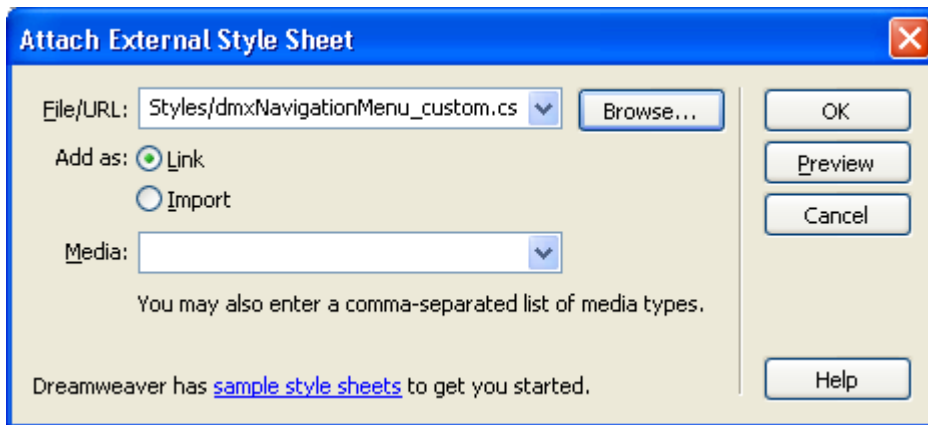 Attach External Style Sheet
File/URL: Styles/dmxNavigationMenu_custom.cs Browse... OK
Add as: Link Preview
Import Cancel
Media:
You may also enter a comma-separated list of media types.
Dreamweaver has sample style sheets to get you started. Help